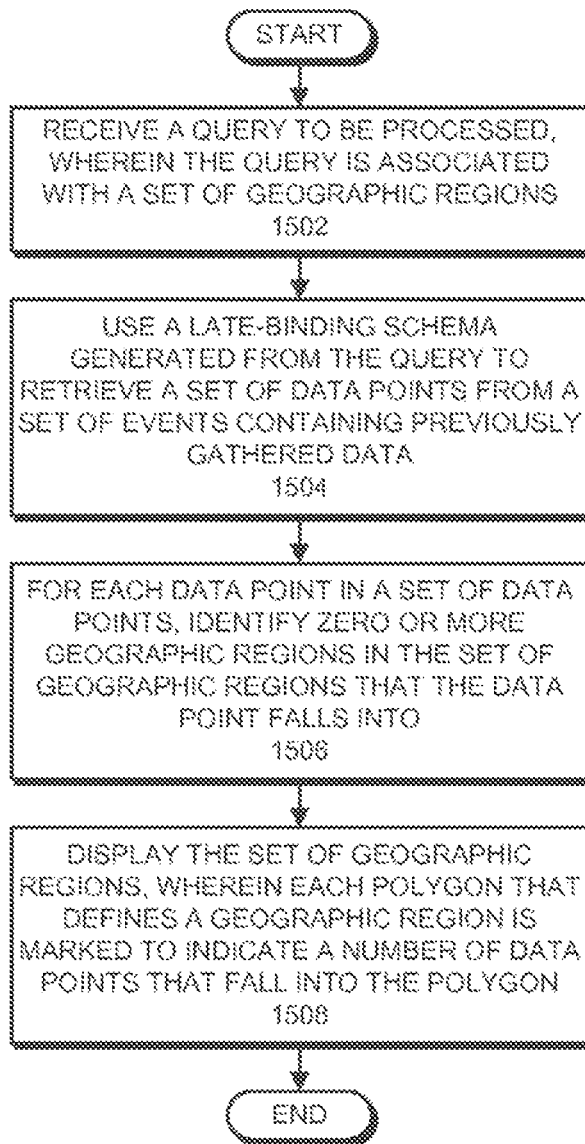 START
RECEIVE A QUERY TO BE PROCESSED,
WHEREIN THE QUERY IS ASSOCIATED
WITH A SET OF GEOGRAPHIC REGIONS
1502
USE A LATE-BINDING SCHEMA
GENERATED FROM THE QUERY TO
RETRIEVE A SET OF DATA POINTS FROM A
SET OF EVENTS CONTAINING PREVIOUSLY
GATHERED DATA
1504
FOR EACH DATA POINT IN A SET OF DATA
POINTS, IDENTIFY ZERO OR MORE
GEOGRAPHIC REGIONS IN THE SET OF
GEOGRAPHIC REGIONS THAT THE DATA
POINT FALLS INTO
1506
DISPLAY THE SET OF GEOGRAPHIC
REGIONS, WHEREIN EACH POLYGON THAT
DEFINES A GEOGRAPHIC REGION IS
MARKED TO INDICATE A NUMBER OF DATA
POINTS THAT FALL INTO THE POLYGON
1508
END